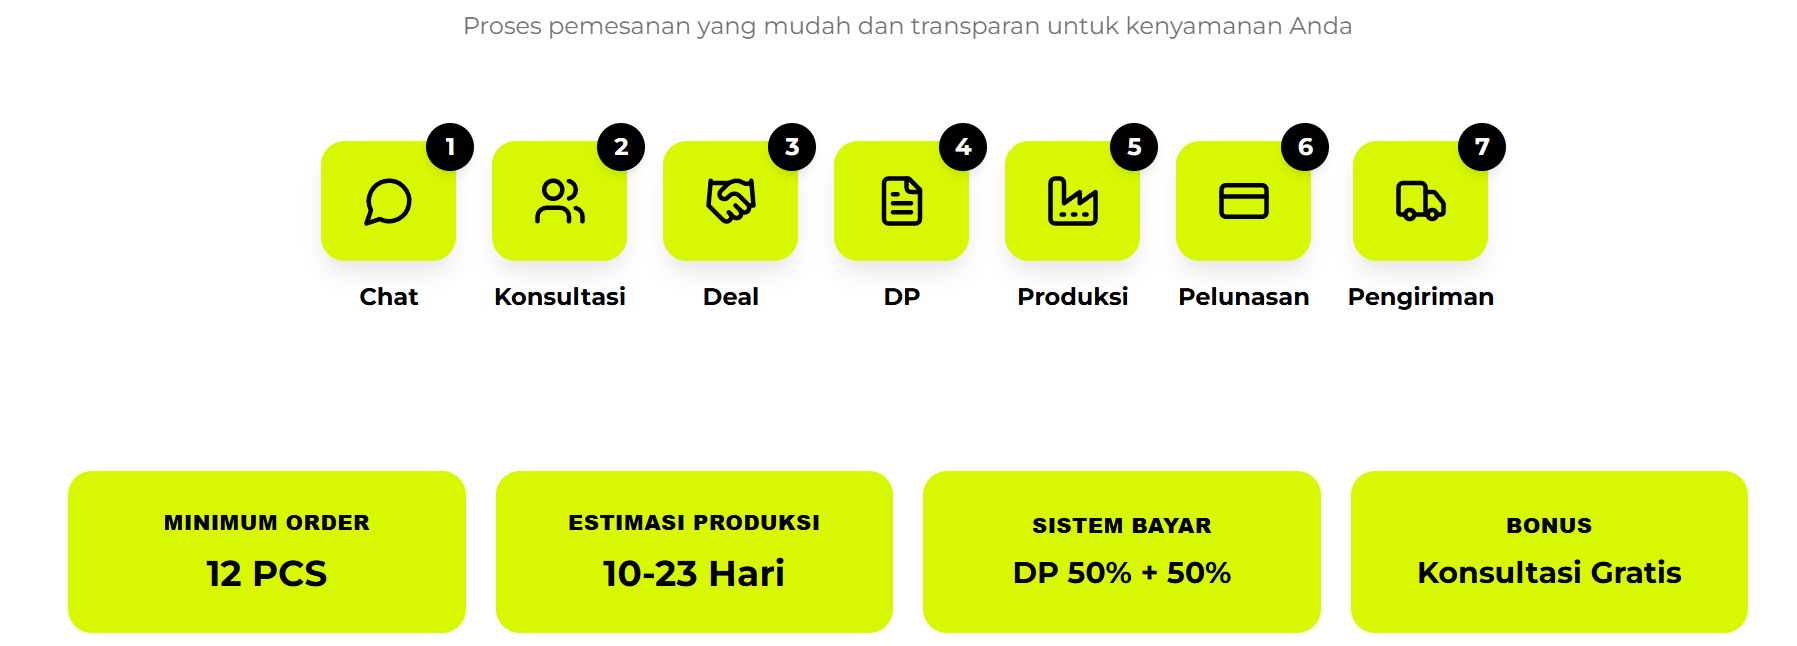 Proses pemesanan yang mudah dan transparan untuk kenyamanan Anda
1
2
3
4
5
6
7
Chat
Konsultasi
Deal
DP
Produksi
Pelunasan
Pengiriman
MINIMUM ORDER
12 PCS
ESTIMASI PRODUKSI
10-23 Hari
SISTEM BAYAR
DP 50% + 50%
BONUS
Konsultasi Gratis